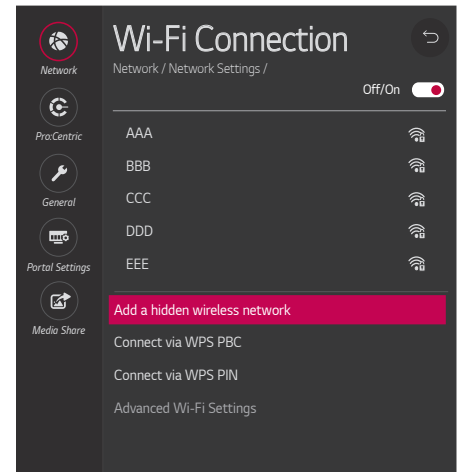 Wi-Fi Connection
Network / Network Settings /
Off/On
Network
Pro:Centric
General
Portal Settings
Media Share
AAA
BBB
CCC
DDD
EEE
Add a hidden wireless network
Connect via WPS PBC
Connect via WPS PIN
Advanced Wi-Fi Settings